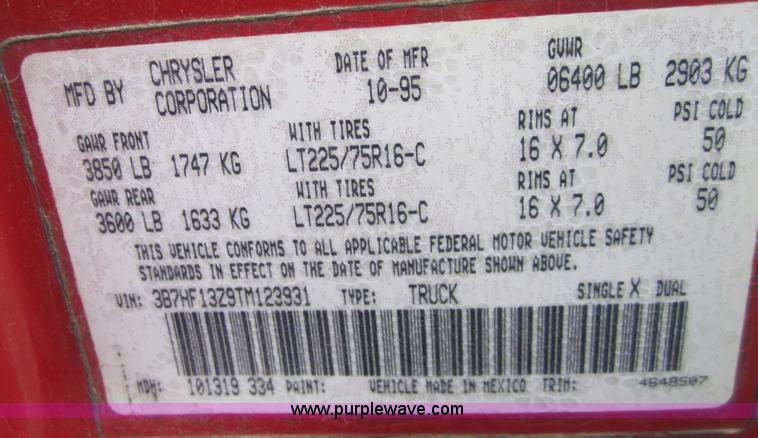 MFD BY CHRYSLER CORPORATION DATE OF MFR 10-95 GVWR 06400 LB 2903 KG
GAWR FRONT WITH TIRES RIMS AT PSI COLD
3850 LB 1747 KG LT225/75R16-C 16 X 7.0 50
GAWR REAR WITH TIRES RIMS AT PSI COLD
3600 LB 1633 KG LT225/75R16-C 16 X 7.0 50
THIS VEHICLE CONFORMS TO ALL APPLICABLE FEDERAL MOTOR VEHICLE SAFETY
STANDARDS IN EFFECT ON THE DATE OF MANUFACTURE SHOWN ABOVE.
VIN: 3B7HF13Z9TM123931 TYPE: TRUCK SINGLE X DUAL
MDH: 101319 334 PAINT: VEHICLE MADE IN MEXICO TRIM: 4648507
www.purplewave.com